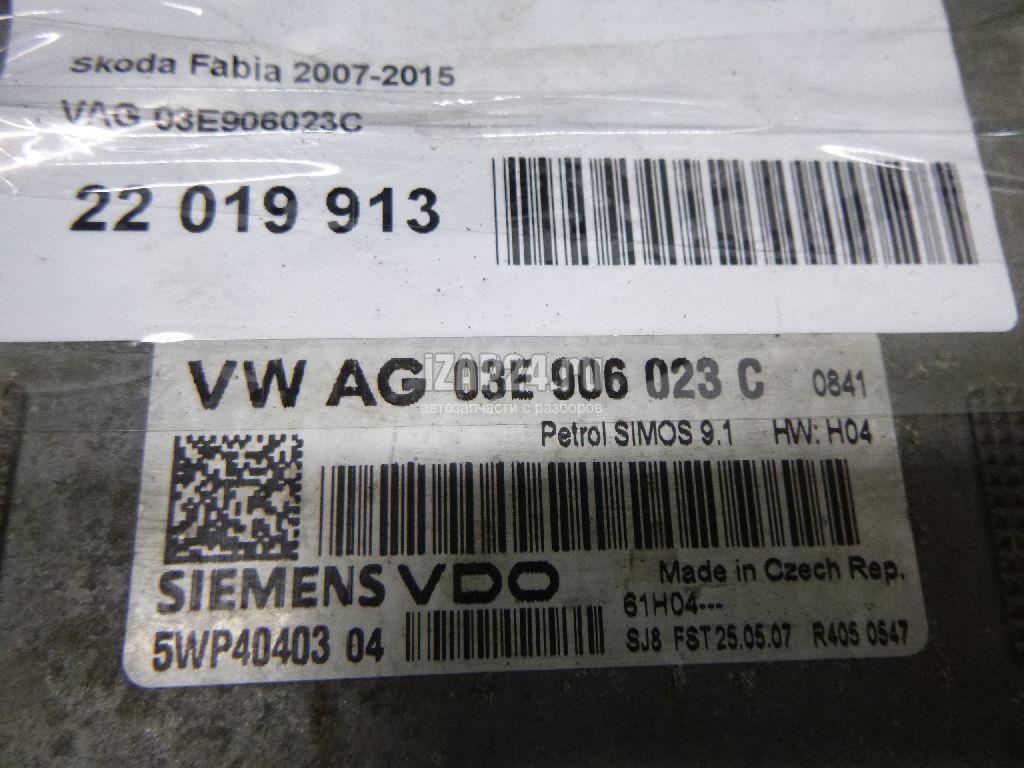 Skoda Fabia 2007-2015
VAG 03E906023C
22 019 913
VW AG 03E 906 023 C 0841
автозапчасти с разборов
Petrol SIMOS 9.1 HW: H04
SIEMENS VDO
Made in Czech Rep.
61H04---
5WP40403 04
SJ8 FST 25.05.07 R405 0547